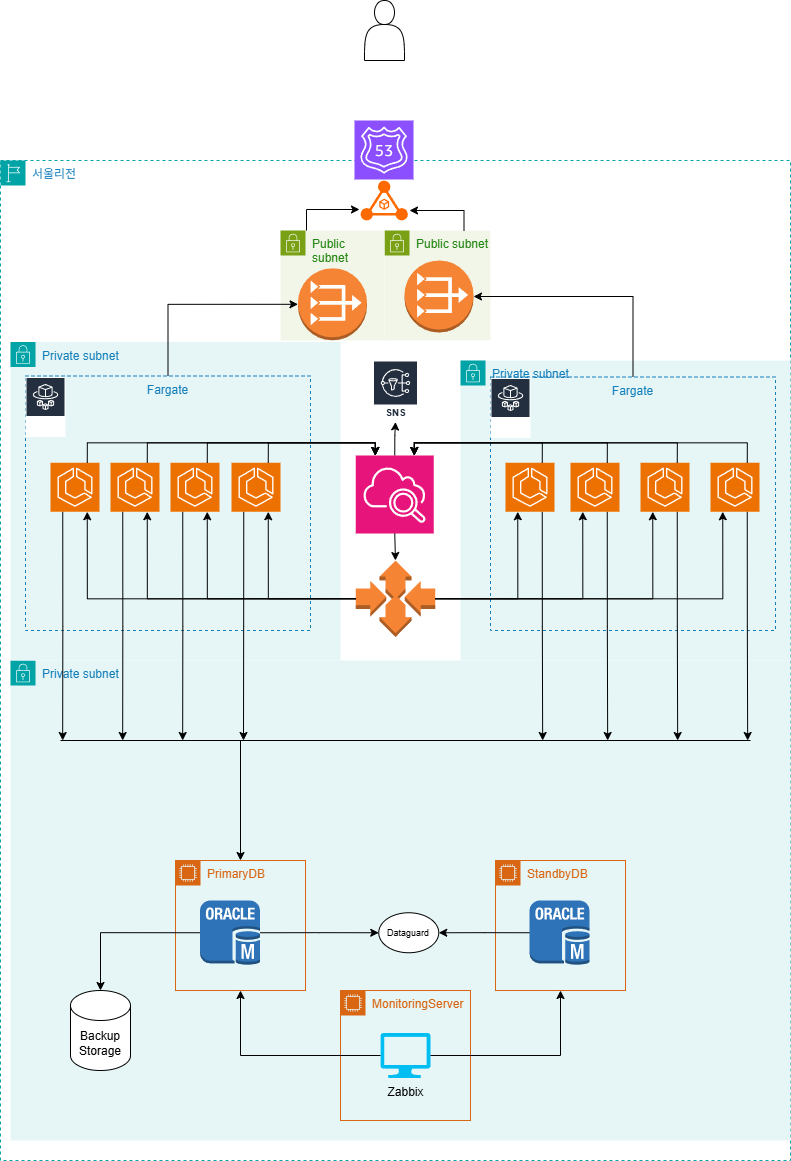 53
서울리전
Public
subnet
Public subnet
Private subnet
Private subnet
Fargate
SNS
Fargate
Private subnet
PrimaryDB
StandbyDB
ORACLE
M
Dataguard
ORACLE
M
MonitoringServer
Backup
Storage
Zabbix